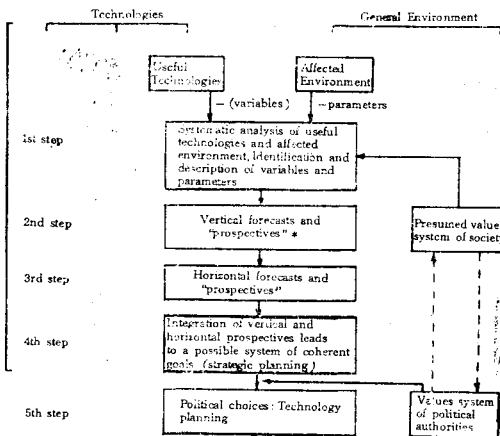 Technologies
General Environment
Useful
Technologies
Affected
Environment
– (variables)
– parameters
1st step
Systematic analysis of useful
technologies and affected
environment, Identification and
description of variables and
parameters
2nd step
Vertical forecasts and
"prospectives" *
Presumed value
system of society
3rd step
Horizontal forecasts and
"prospectives"
4th step
Integration of vertical and
horizontal prospectives leads
to a possible system of coherent
goals (strategic planning)
5th step
Political choices: Technology
planning
Values system
of political
authorities